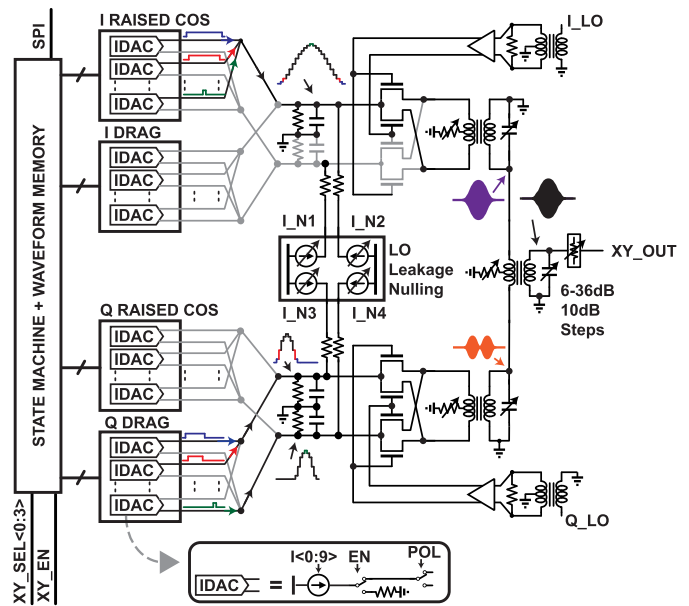 SPI
I RAISED COS
IDAC
IDAC
IDAC
I DRAG
IDAC
IDAC
IDAC
STATE MACHINE + WAVEFORM MEMORY
I_LO
I_N1
I_N2
LO
Leakage
Nulling
I_N3
I_N4
XY_OUT
6-36dB
10dB
Steps
Q RAISED COS
IDAC
IDAC
IDAC
Q DRAG
IDAC
IDAC
IDAC
Q_LO
XY_SEL<0:3>
XY_EN
IDAC
=
I<0:9>
EN
POL